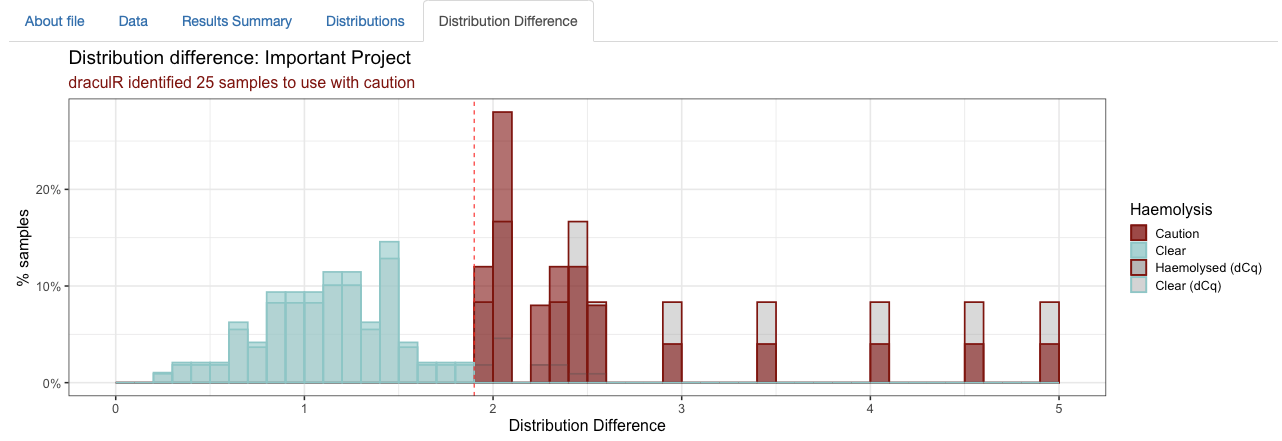 About file Data Results Summary Distributions Distribution Difference
Distribution difference: Important Project
draculR identified 25 samples to use with caution
% samples
20%
10%
0%
0 1 2 3 4 5
Distribution Difference
Haemolysis
Caution
Clear
Haemolysed (dCq)
Clear (dCq)